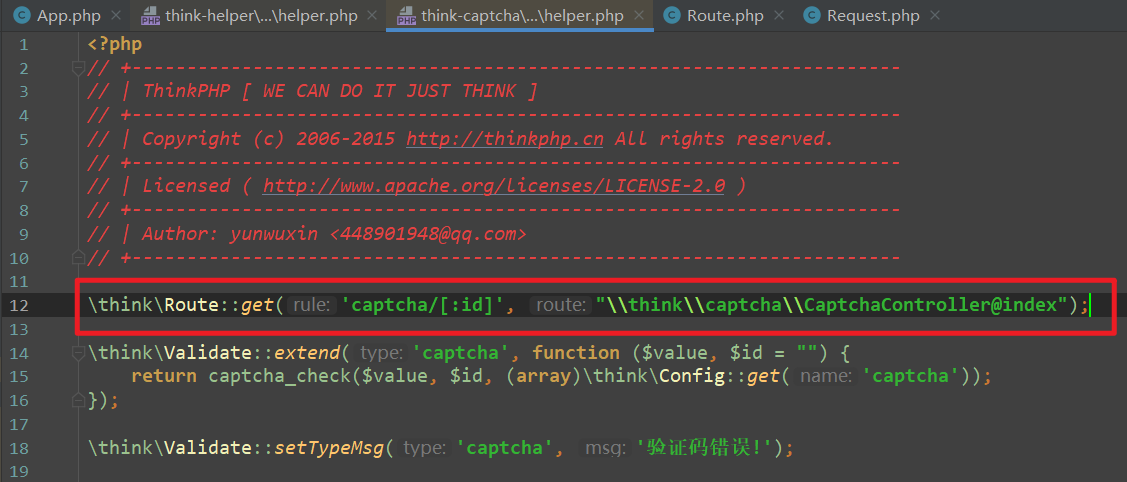 App.php think-helper\...\helper.php think-captcha\...\helper.php Route.php Request.php
1 <?php
2 // +----------------------------------------------------------------------
3 // | ThinkPHP [ WE CAN DO IT JUST THINK ]
4 // +----------------------------------------------------------------------
5 // | Copyright (c) 2006-2015 http://thinkphp.cn All rights reserved.
6 // +----------------------------------------------------------------------
7 // | Licensed ( http://www.apache.org/licenses/LICENSE-2.0 )
8 // +----------------------------------------------------------------------
9 // | Author: yunwuxin <448901948@qq.com>
10 // +----------------------------------------------------------------------
11
12 \think\Route::get( rule: 'captcha/[:id]', route: "\\think\\captcha\\CaptchaController@index");
13
14 \think\Validate::extend( type: 'captcha', function ($value, $id = "") {
15 return captcha_check($value, $id, (array)\think\Config::get( name: 'captcha'));
16 });
17
18 \think\Validate::setTypeMsg( type: 'captcha', msg: '验证码错误!');
19